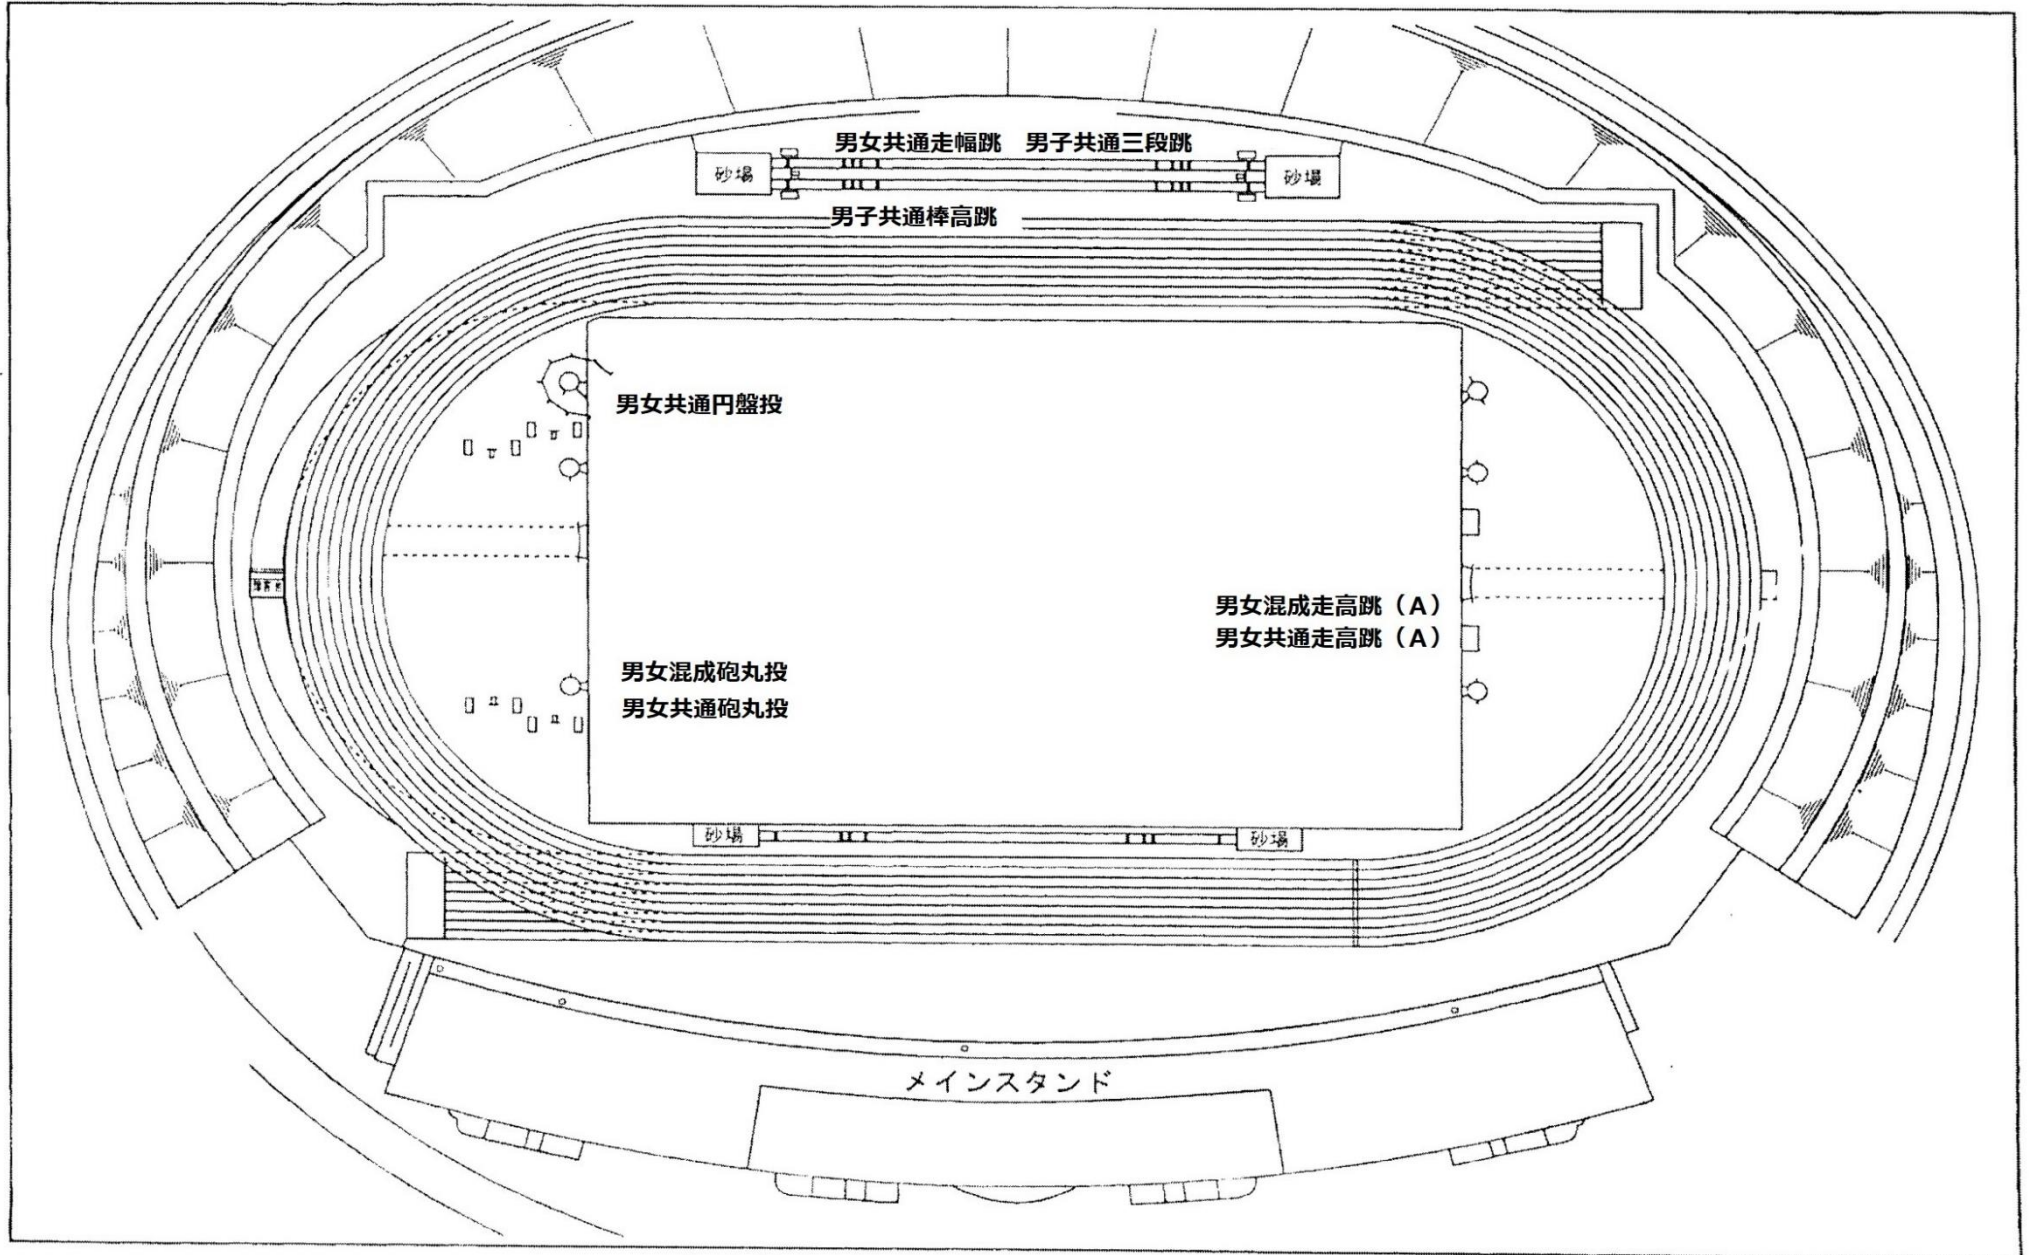 男女共通走幅跳 男子共通三段跳
砂場 砂場
男子共通棒高跳
男女共通円盤投
男女混成走高跳（A）
男女共通走高跳（A）
男女混成砲丸投
男女共通砲丸投
砂場 砂場
メインスタンド